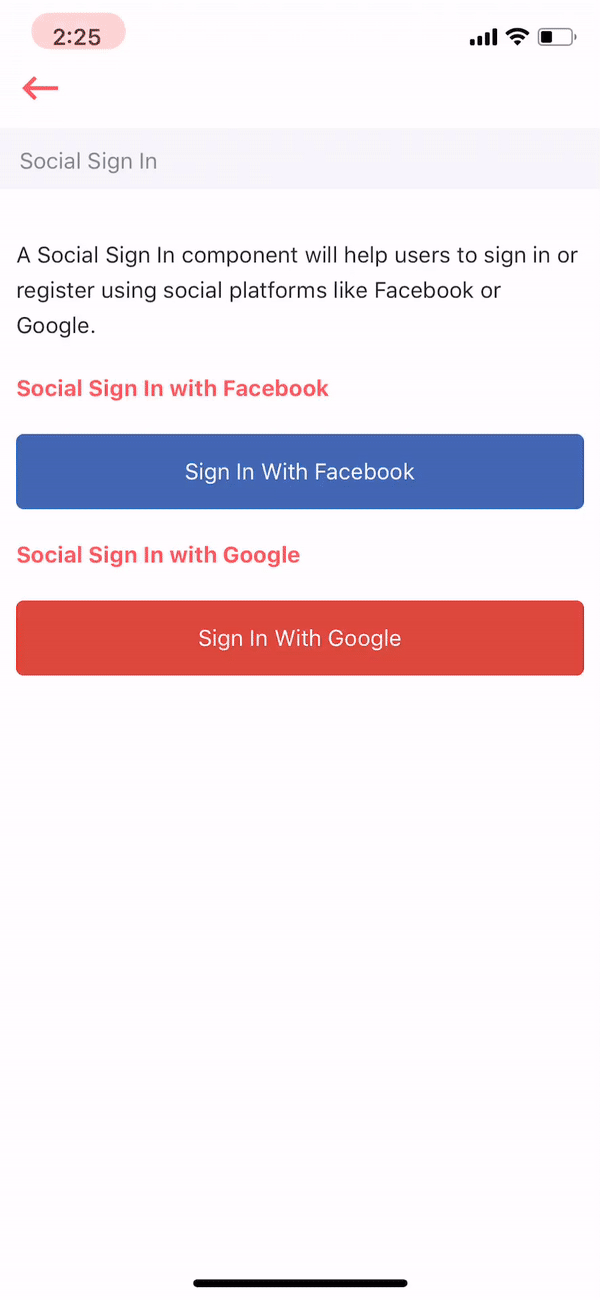 2:25
Social Sign In
A Social Sign In component will help users to sign in or
register using social platforms like Facebook or
Google.
Social Sign In with Facebook
Sign In With Facebook
Social Sign In with Google
Sign In With Google